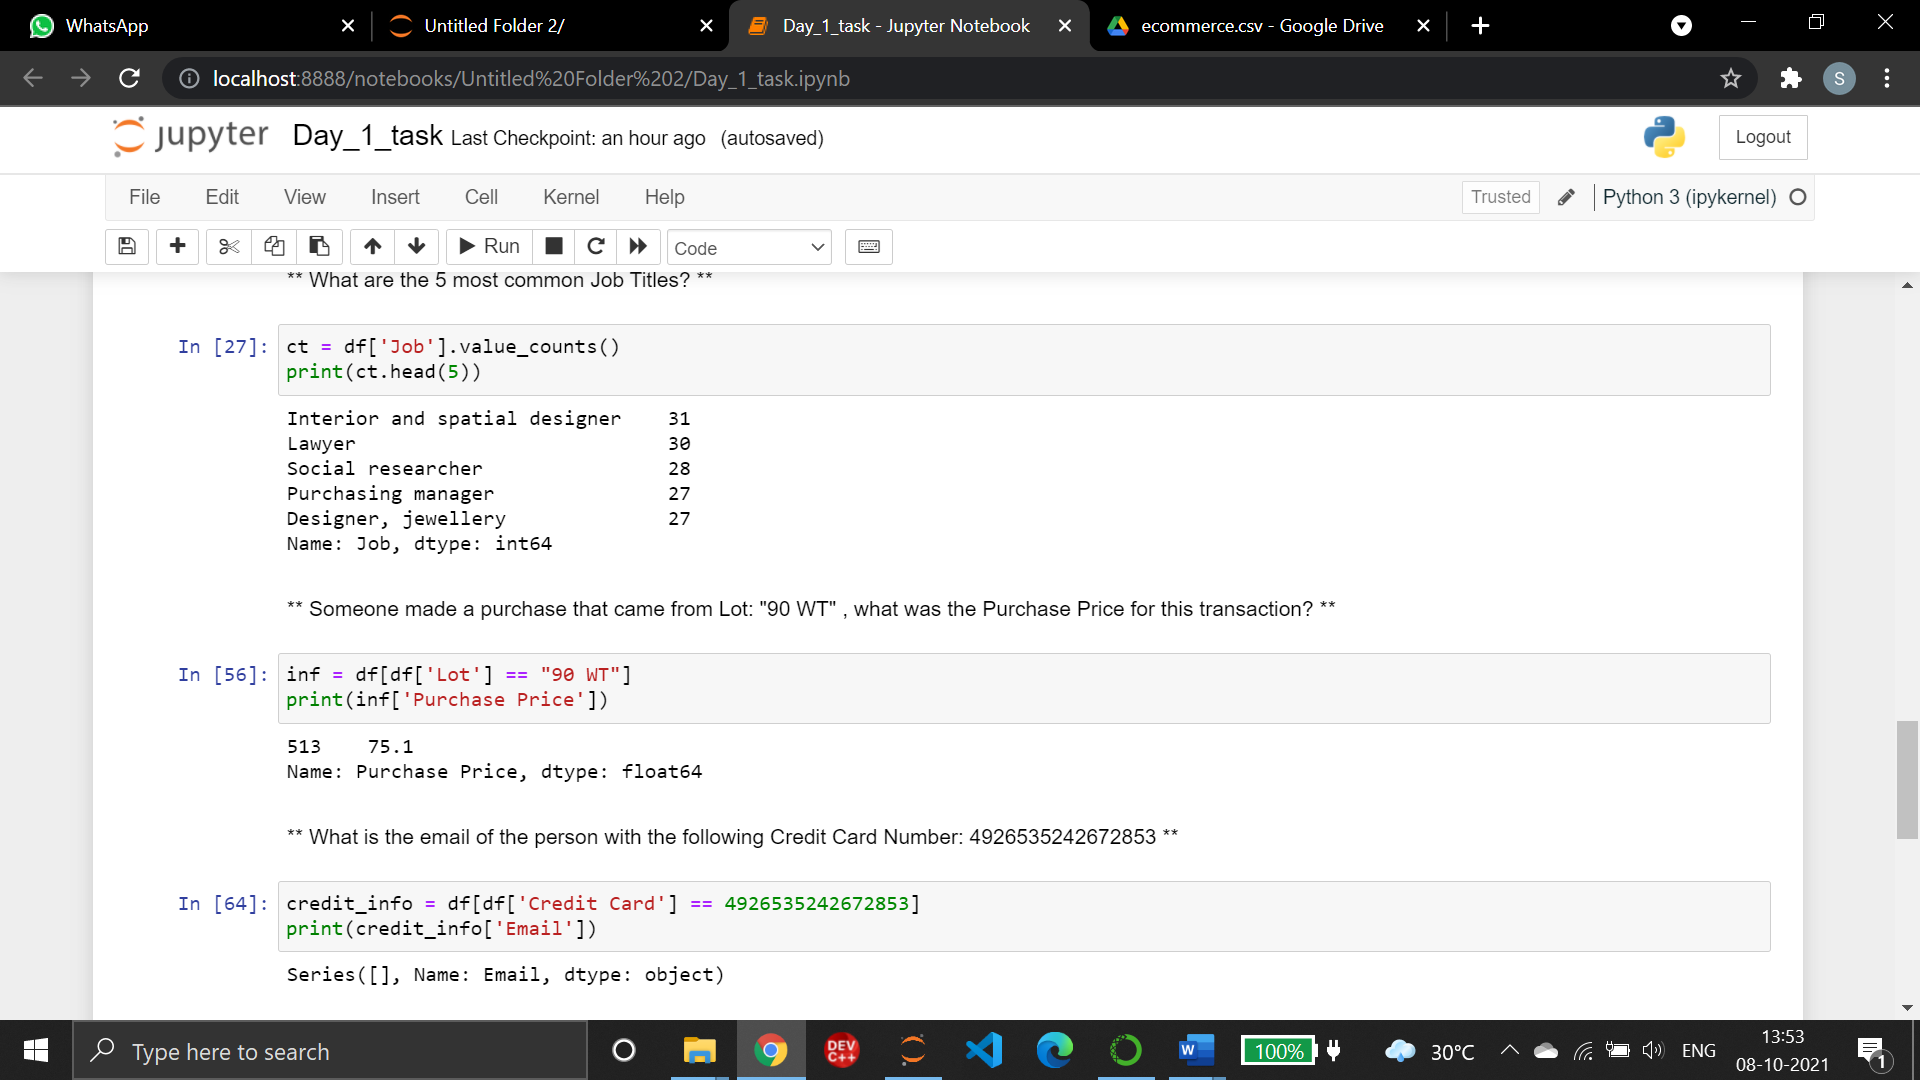 WhatsApp
Untitled Folder 2/
Day_1_task - Jupyter Notebook
ecommerce.csv - Google Drive
localhost:8888/notebooks/Untitled%20Folder%202/Day_1_task.ipynb
S
jupyter Day_1_task Last Checkpoint: an hour ago (autosaved)
Logout
File Edit View Insert Cell Kernel Help
Trusted Python 3 (ipykernel)
Run Code
** What are the 5 most common Job Titles? **
In [27]: ct = df['Job'].value_counts()
print(ct.head(5))
Interior and spatial designer    31
Lawyer                           30
Social researcher                28
Purchasing manager               27
Designer, jewellery              27
Name: Job, dtype: int64
** Someone made a purchase that came from Lot: "90 WT" , what was the Purchase Price for this transaction? **
In [56]: inf = df[df['Lot'] == "90 WT"]
print(inf['Purchase Price'])
513    75.1
Name: Purchase Price, dtype: float64
** What is the email of the person with the following Credit Card Number: 4926535242672853 **
In [64]: credit_info = df[df['Credit Card'] == 4926535242672853]
print(credit_info['Email'])
Series([], Name: Email, dtype: object)
Type here to search
DEV
C++
W
100%
30°C
ENG
13:53
08-10-2021
1